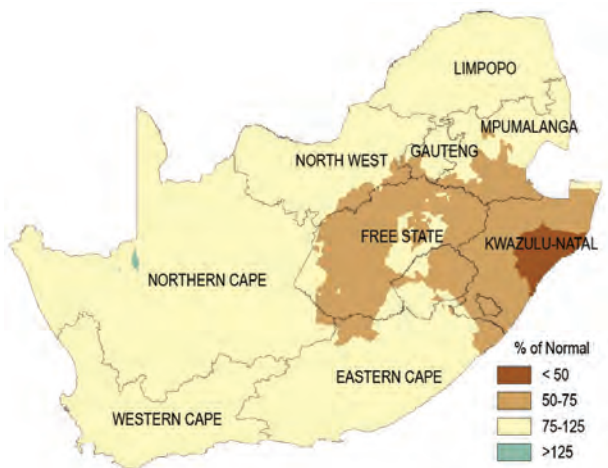 LIMPOPO
MPUMALANGA
GAUTENG
NORTH WEST
FREE STATE
KWAZULU-NATAL
NORTHERN CAPE
EASTERN CAPE
WESTERN CAPE
% of Normal
< 50
50-75
75-125
>125